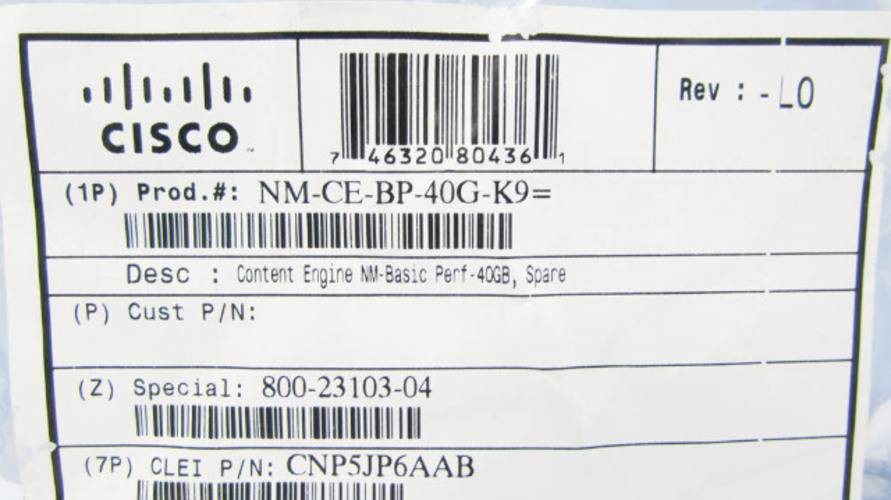 CISCO
7 46320 80436 1
Rev : -L0
(1P) Prod.#: NM-CE-BP-40G-K9=
Desc : Content Engine NM-Basic Perf-40GB, Spare
(P) Cust P/N:
(Z) Special: 800-23103-04
(7P) CLEI P/N: CNP5JP6AAB